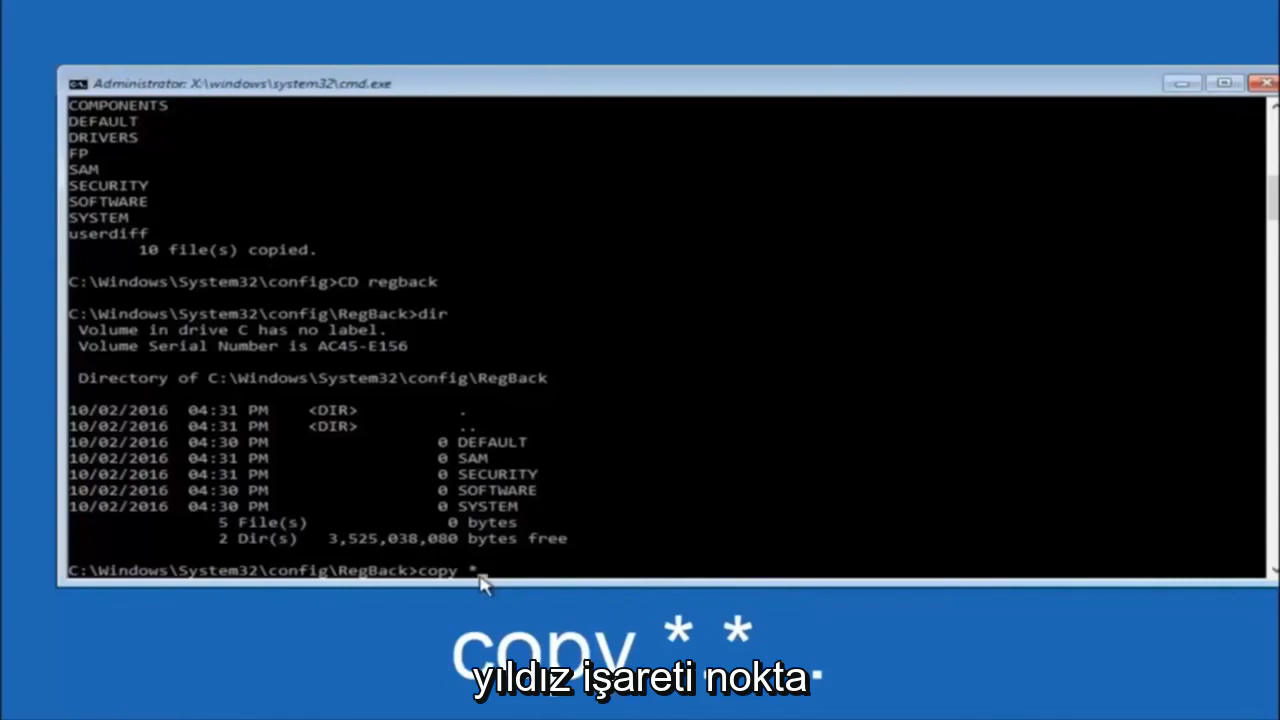 Administrator: X:\windows\system32\cmd.exe
COMPONENTS
DEFAULT
DRIVERS
FP
SAM
SECURITY
SOFTWARE
SYSTEM
userdiff
10 file(s) copied.
C:\Windows\System32\config>CD regback
C:\Windows\System32\config\RegBack>dir
Volume in drive C has no label.
Volume Serial Number is AC45-E156
Directory of C:\Windows\System32\config\RegBack
10/02/2016 04:31 PM <DIR> .
10/02/2016 04:31 PM <DIR> ..
10/02/2016 04:30 PM 0 DEFAULT
10/02/2016 04:31 PM 0 SAM
10/02/2016 04:31 PM 0 SECURITY
10/02/2016 04:30 PM 0 SOFTWARE
10/02/2016 04:30 PM 0 SYSTEM
5 File(s) 0 bytes
2 Dir(s) 3,525,038,080 bytes free
C:\Windows\System32\config\RegBack>copy *
copy * *
yıldız işareti nokta